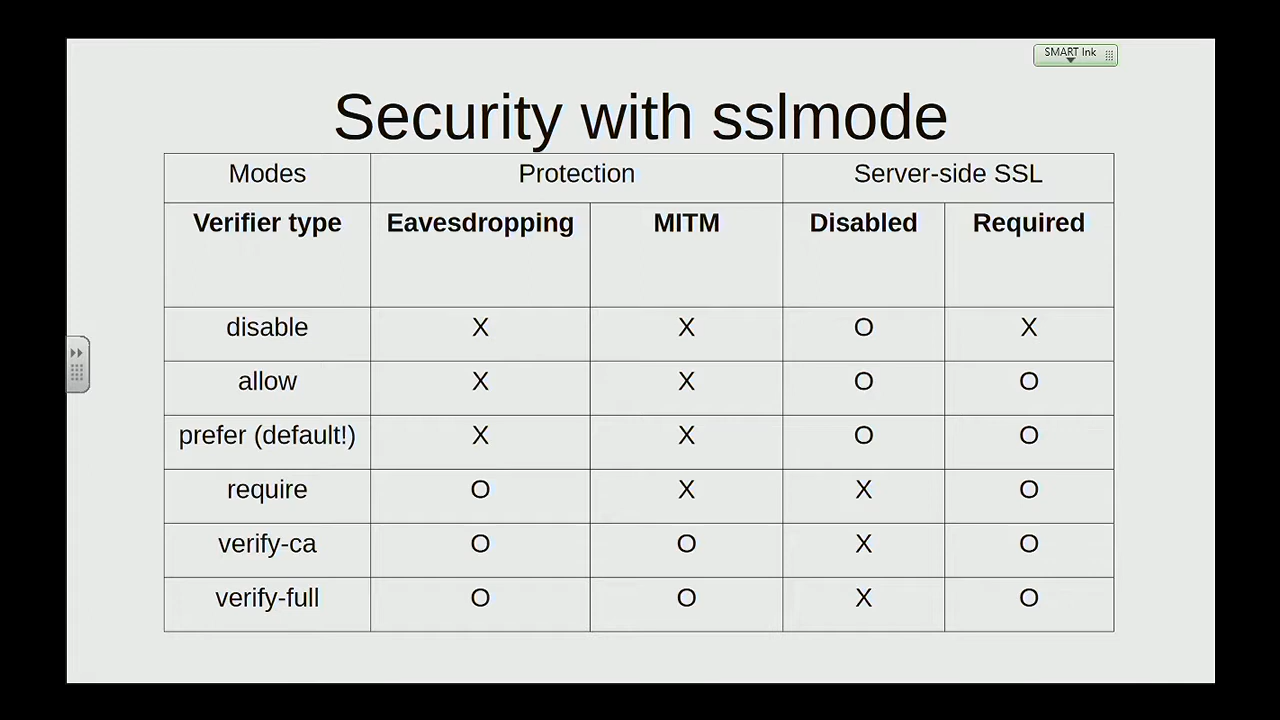 SMART Ink
Security with sslmode
Modes Protection Server-side SSL
Verifier type Eavesdropping MITM Disabled Required
disable X X O X
allow X X O O
prefer (default!) X X O O
require O X X O
verify-ca O O X O
verify-full O O X O